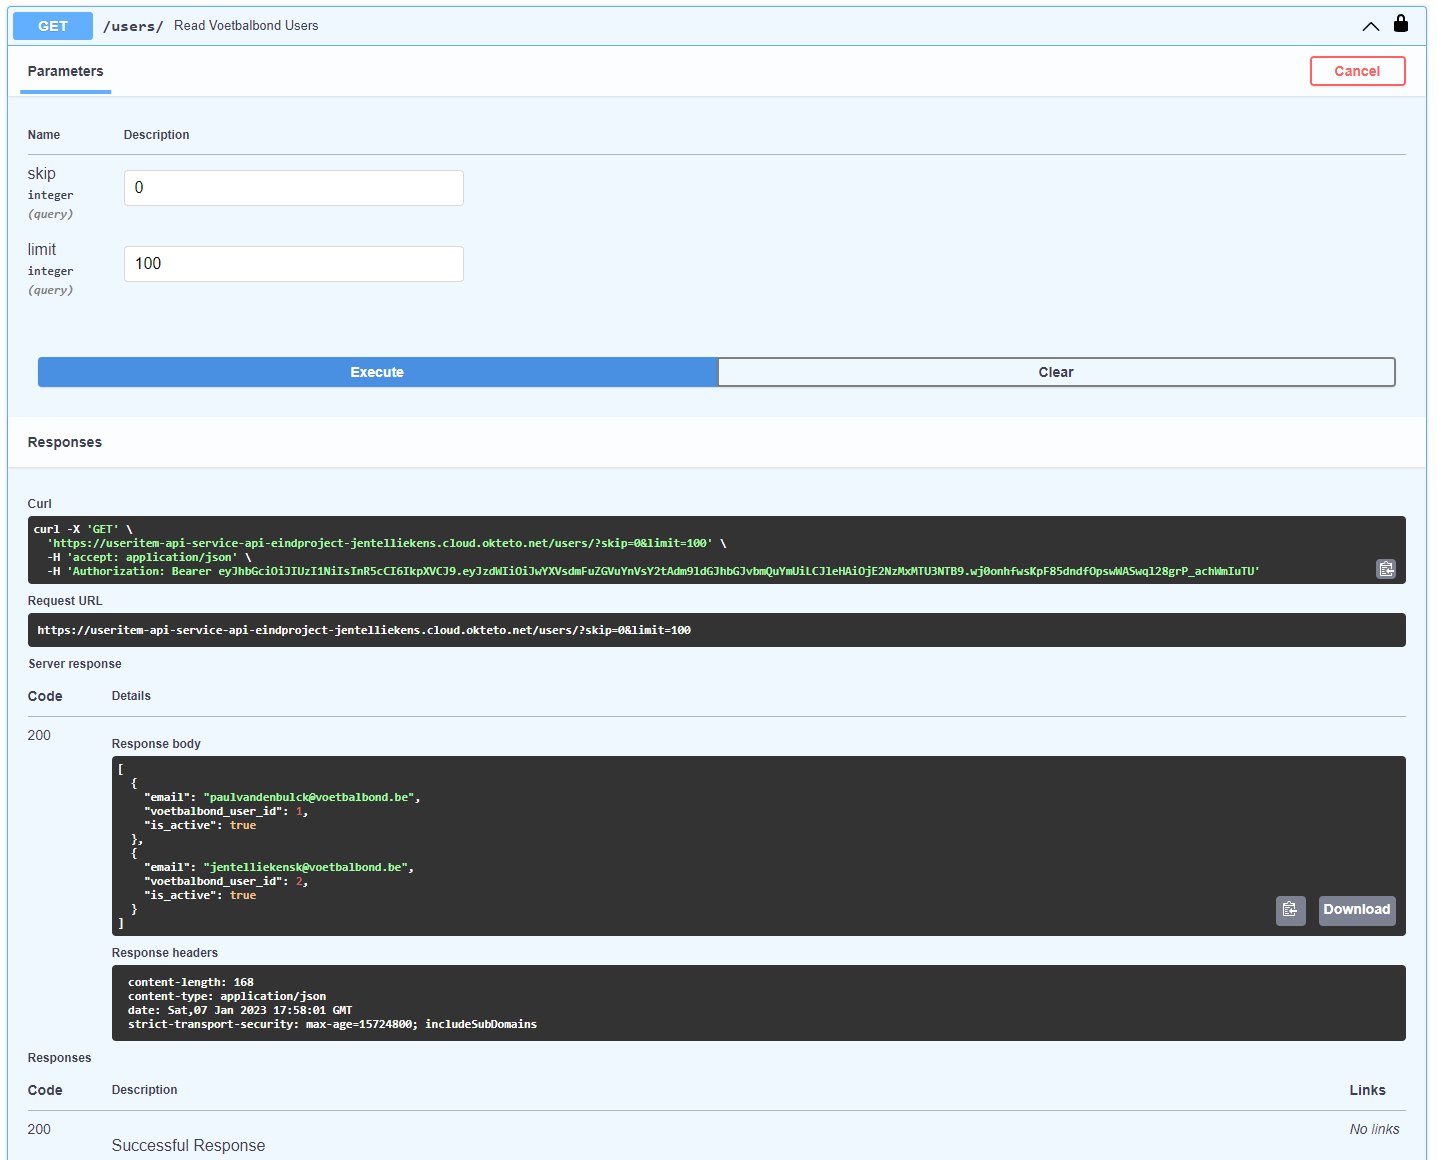 GET /users/ Read Voetbalbond Users
Parameters
Cancel
Name Description
skip
integer
(query)
0
limit
integer
(query)
100
Execute Clear
Responses
Curl
curl -X 'GET' \
'https://useritem-api-service-api-eindproject-jentelliekens.cloud.okteto.net/users/?skip=0&limit=100' \
-H 'accept: application/json' \
-H 'Authorization: Bearer eyJhbGciOiJIUzI1NiIsInR5cCI6IkpXVCJ9.eyJzdWIiOiJwYXVsdmFuZGVuYnVsY2tAdm9ldGJhbGJvbmQuYmUiLCJleHAiOjE2NzMxMTU3NTB9.wj0onhfwsKpF85dndfOpswWASwql28grP_achWmIuTU'
Request URL
https://useritem-api-service-api-eindproject-jentelliekens.cloud.okteto.net/users/?skip=0&limit=100
Server response
Code Details
200
Response body
[
{
"email": "paulvandenbulck@voetbalbond.be",
"voetbalbond_user_id": 1,
"is_active": true
},
{
"email": "jentelliekensk@voetbalbond.be",
"voetbalbond_user_id": 2,
"is_active": true
}
]
Download
Response headers
content-length: 168
content-type: application/json
date: Sat,07 Jan 2023 17:58:01 GMT
strict-transport-security: max-age=15724800; includeSubDomains
Responses
Code Description Links
200
Successful Response
No links